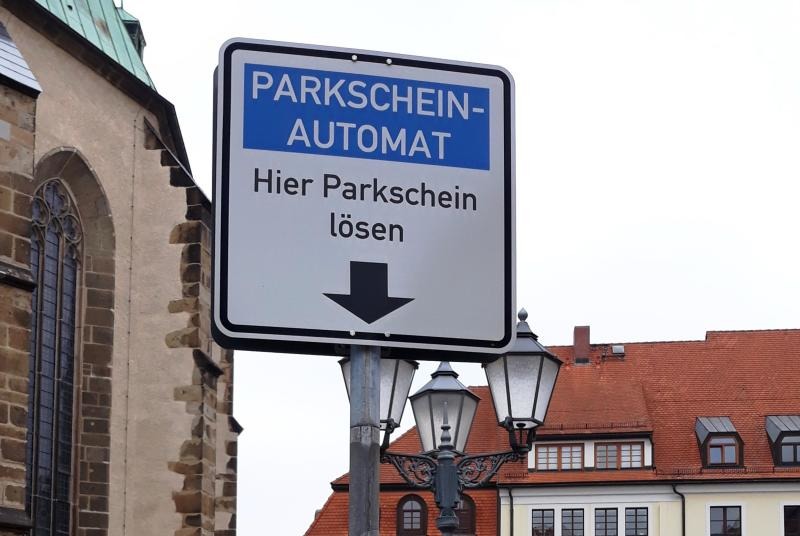 PARKSCHEIN-
AUTOMAT
Hier Parkschein
lösen